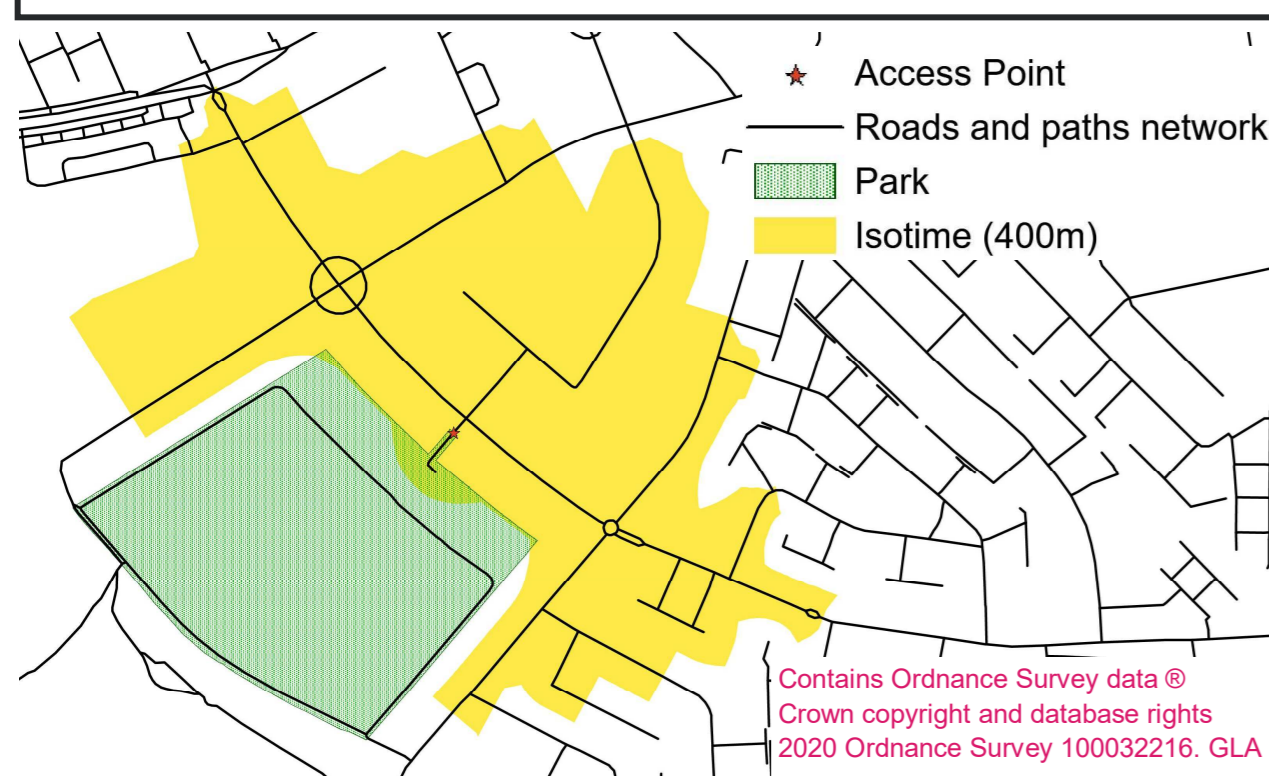 Access Point
Roads and paths network
Park
Isotime (400m)
Contains Ordnance Survey data ®
Crown copyright and database rights
2020 Ordnance Survey 100032216. GLA